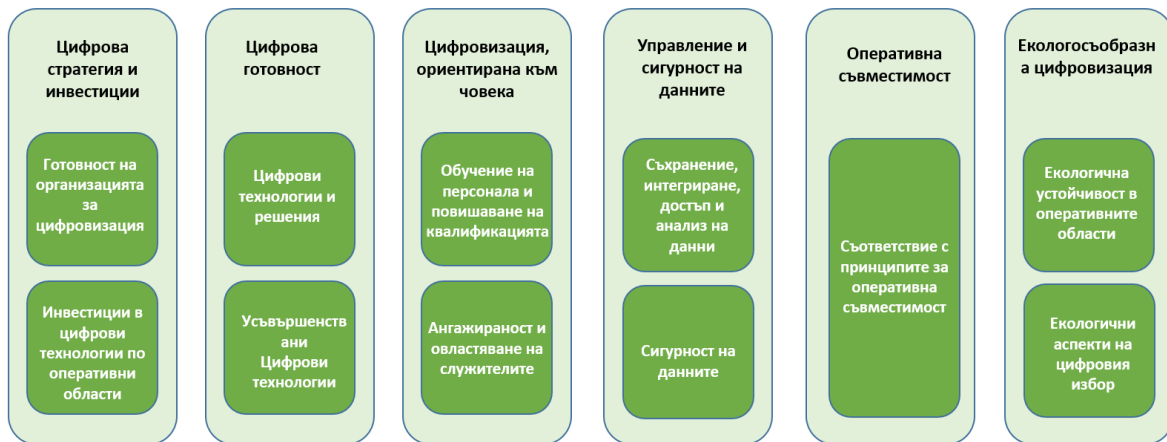 Цифрова
стратегия и
инвестиции
Готовност на
организацията
за
цифровизация
Инвестиции в
цифрови
технологии по
оперативни
области
Цифрова
готовност
Цифрови
технологии и
решения
Усъвършенств
ани
Цифрови
технологии
Цифровизация,
ориентирана към
човека
Обучение на
персонала и
повишаване на
квалификацията
Ангажираност и
овластяване на
служителите
Управление и
сигурност на
данните
Съхранение,
интегриране,
достъп и
анализ на
данни
Сигурност на
данните
Оперативна
съвместимост
Съответствие с
принципите за
оперативна
съвместимост
Екологосъобразн
а цифровизация
Екологична
устойчивост в
оперативните
области
Екологични
аспекти на
цифровия
избор